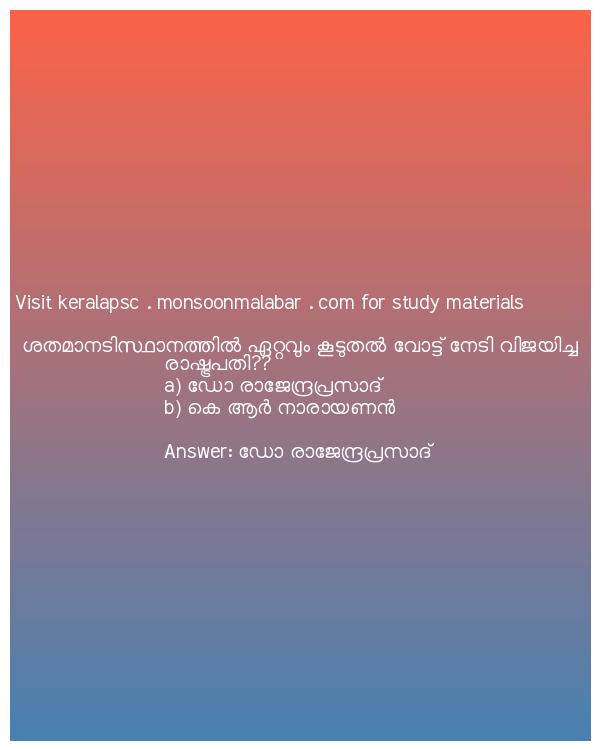 Visit keralapsc . monsoonmalabar . com for study materials
ശതമാനടിസ്ഥാനത്തിൽ ഏറ്റവും കൂടുതൽ വോട്ട് നേടി വിജയിച്ച
രാഷ്ട്രപതി??
a) ഡോ രാജേന്ദ്രപ്രസാദ്
b) കെ ആർ നാരായണൻ
Answer: ഡോ രാജേന്ദ്രപ്രസാദ്